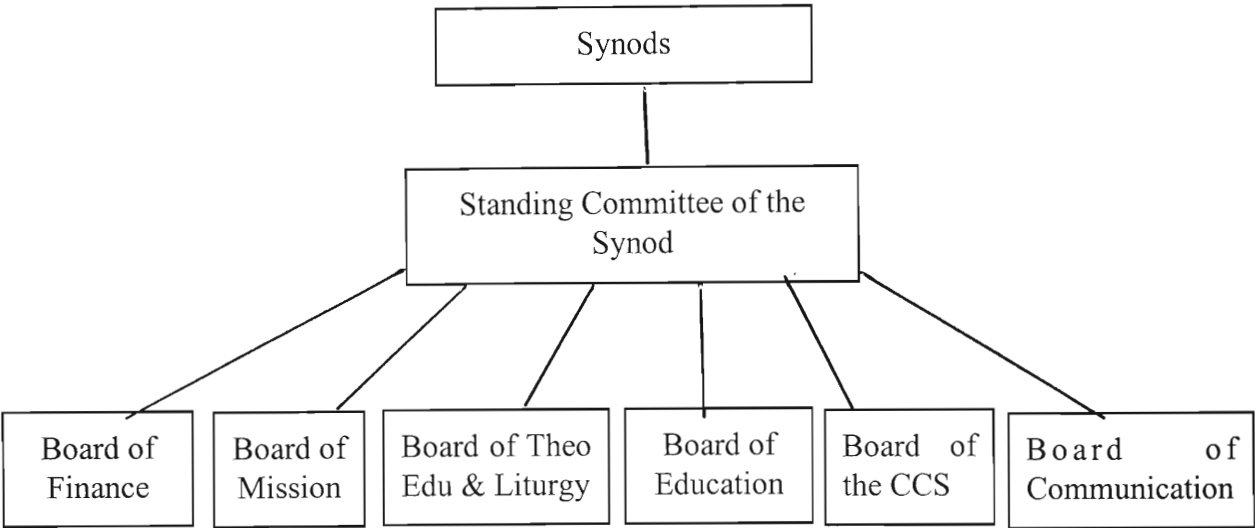 Synods
Standing Committee of the
Synod
Board of
Finance
Board of
Mission
Board of Theo
Edu & Liturgy
Board of
Education
Board of
the CCS
Board of
Communication